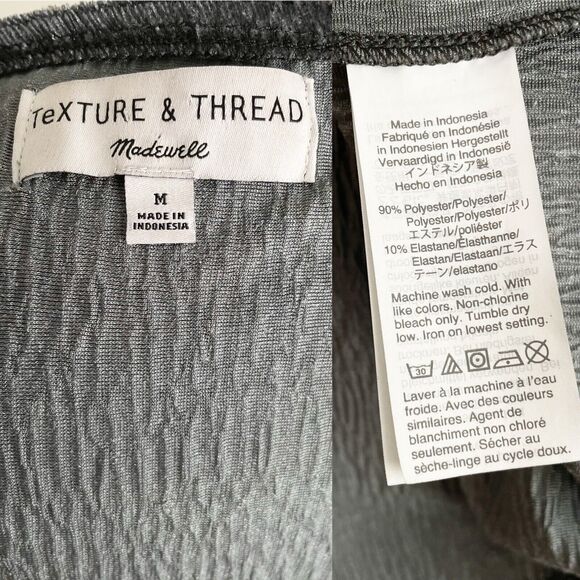 TeXTURE & THREAD
Madewell
M
MADE IN
INDONESIA
Made in Indonesia
Fabriqué en Indonésie
in Indonesien Hergestellt
Vervaardigd in Indonesië
インドネシア製
Hecho en Indonesia
90% Polyester/Polyester/
Polyester/Polyester/ポリ
エステル/poliéster
10% Elastane/Élasthanne/
Elastan/Elastaan/エラス
テーン/elastano
Machine wash cold. With
like colors. Non-chlorine
bleach only. Tumble dry
low. Iron on lowest setting.
30
Laver à la machine à l'eau
froide. Avec des couleurs
similaires. Agent de
blanchiment non chloré
seulement. Sécher au
sèche-linge au cycle doux.